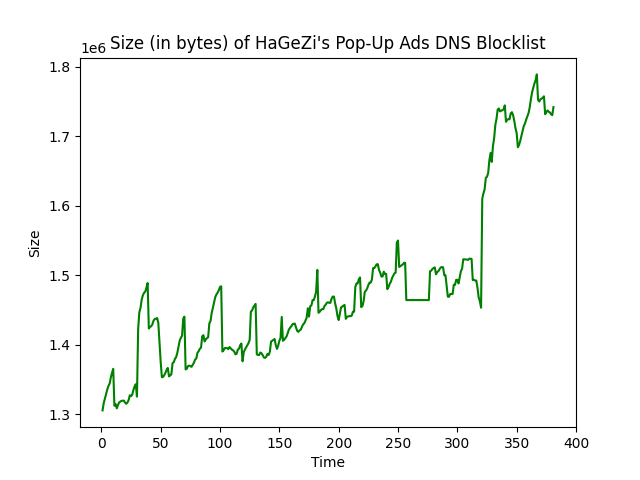 Size (in bytes) of HaGeZi's Pop-Up Ads DNS Blocklist
1e6
1.8
1.7
1.6
1.5
1.4
1.3
Size
0 50 100 150 200 250 300 350 400
Time